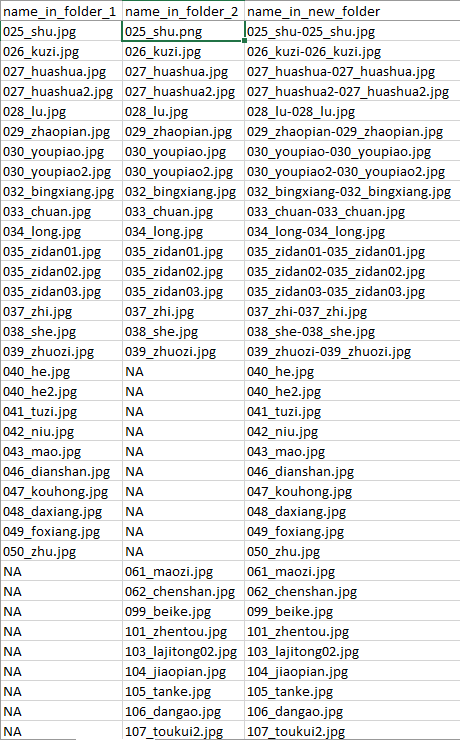 name_in_folder_1 name_in_folder_2 name_in_new_folder
025_shu.jpg 025_shu.png 025_shu-025_shu.jpg
026_kuzi.jpg 026_kuzi.jpg 026_kuzi-026_kuzi.jpg
027_huashua.jpg 027_huashua.jpg 027_huashua-027_huashua.jpg
027_huashua2.jpg 027_huashua2.jpg 027_huashua2-027_huashua2.jpg
028_lu.jpg 028_lu.jpg 028_lu-028_lu.jpg
029_zhaopian.jpg 029_zhaopian.jpg 029_zhaopian-029_zhaopian.jpg
030_youpiao.jpg 030_youpiao.jpg 030_youpiao-030_youpiao.jpg
030_youpiao2.jpg 030_youpiao2.jpg 030_youpiao2-030_youpiao2.jpg
032_bingxiang.jpg 032_bingxiang.jpg 032_bingxiang-032_bingxiang.jpg
033_chuan.jpg 033_chuan.jpg 033_chuan-033_chuan.jpg
034_long.jpg 034_long.jpg 034_long-034_long.jpg
035_zidan01.jpg 035_zidan01.jpg 035_zidan01-035_zidan01.jpg
035_zidan02.jpg 035_zidan02.jpg 035_zidan02-035_zidan02.jpg
035_zidan03.jpg 035_zidan03.jpg 035_zidan03-035_zidan03.jpg
037_zhi.jpg 037_zhi.jpg 037_zhi-037_zhi.jpg
038_she.jpg 038_she.jpg 038_she-038_she.jpg
039_zhuozi.jpg 039_zhuozi.jpg 039_zhuozi-039_zhuozi.jpg
040_he.jpg NA 040_he.jpg
040_he2.jpg NA 040_he2.jpg
041_tuzi.jpg NA 041_tuzi.jpg
042_niu.jpg NA 042_niu.jpg
043_mao.jpg NA 043_mao.jpg
046_dianshan.jpg NA 046_dianshan.jpg
047_kouhong.jpg NA 047_kouhong.jpg
048_daxiang.jpg NA 048_daxiang.jpg
049_foxiang.jpg NA 049_foxiang.jpg
050_zhu.jpg NA 050_zhu.jpg
NA 061_maozi.jpg 061_maozi.jpg
NA 062_chenshan.jpg 062_chenshan.jpg
NA 099_beike.jpg 099_beike.jpg
NA 101_zhentou.jpg 101_zhentou.jpg
NA 103_lajitong02.jpg 103_lajitong02.jpg
NA 104_jiaopian.jpg 104_jiaopian.jpg
NA 105_tanke.jpg 105_tanke.jpg
NA 106_dangao.jpg 106_dangao.jpg
NA 107_toukui2.jpg 107_toukui2.jpg